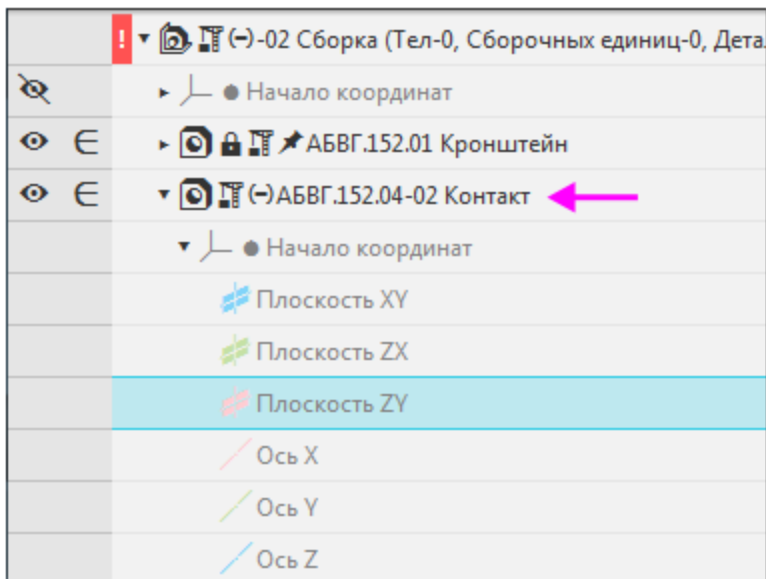 ! (-)-02 Сборка (Тел-0, Сборочных единиц-0, Дета
Начало координат
АБВГ.152.01 Кронштейн
(-)АБВГ.152.04-02 Контакт
Начало координат
Плоскость XY
Плоскость ZX
Плоскость ZY
Ось X
Ось Y
Ось Z